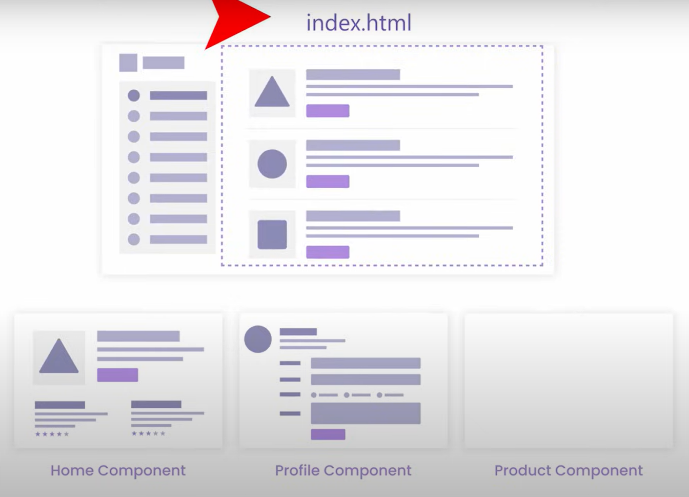 index.html
Home Component
Profile Component
Product Component